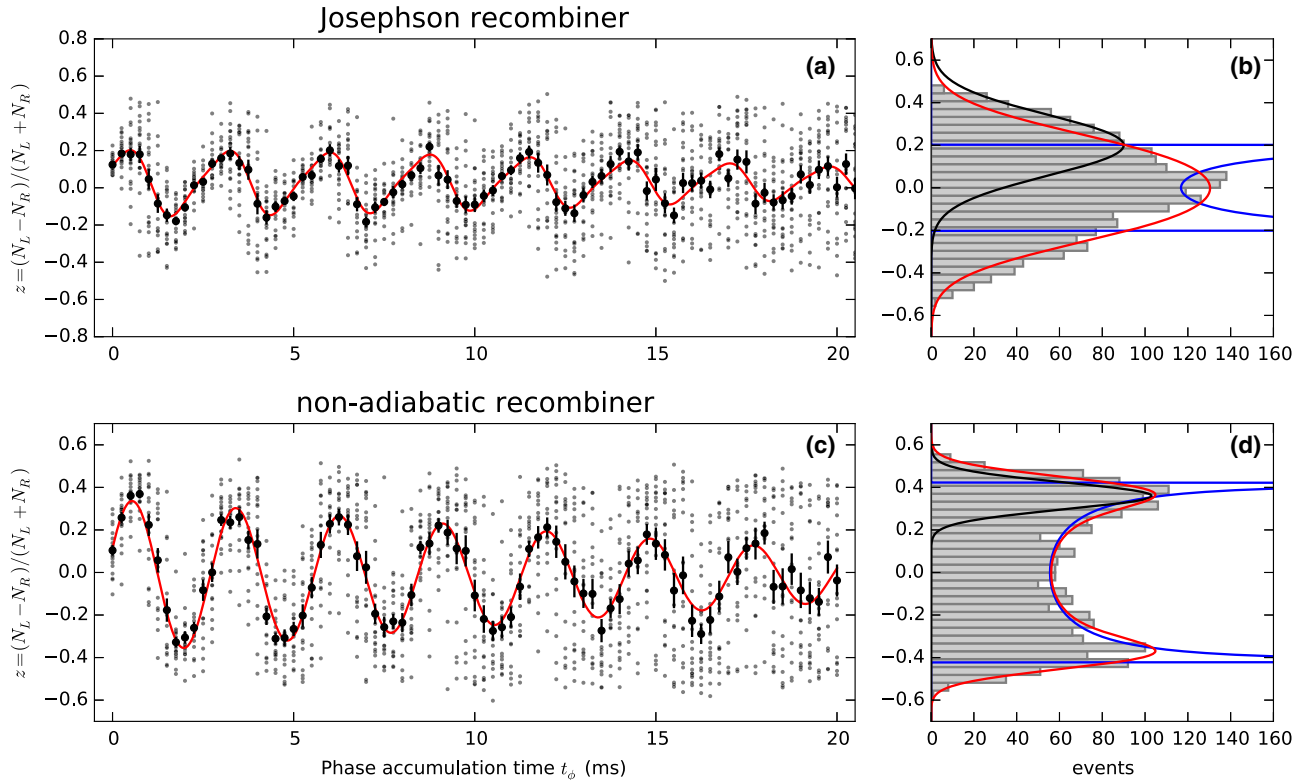 Josephson recombiner
0.8
0.6
0.4
0.2
0.0
−0.2
−0.4
−0.6
−0.8
z=(N_L−N_R)/(N_L+N_R)
(a)
0 5 10 15 20
(b)
0.4
0.2
0.0
−0.2
−0.4
−0.6
0 20 40 60 80 100 120 140 160
non-adiabatic recombiner
0.6
0.4
0.2
0.0
−0.2
−0.4
−0.6
z=(N_L−N_R)/(N_L+N_R)
(c)
0 5 10 15 20
Phase accumulation time t_ϕ (ms)
(d)
0.6
0.4
0.2
0.0
−0.2
−0.4
−0.6
0 20 40 60 80 100 120 140 160
events